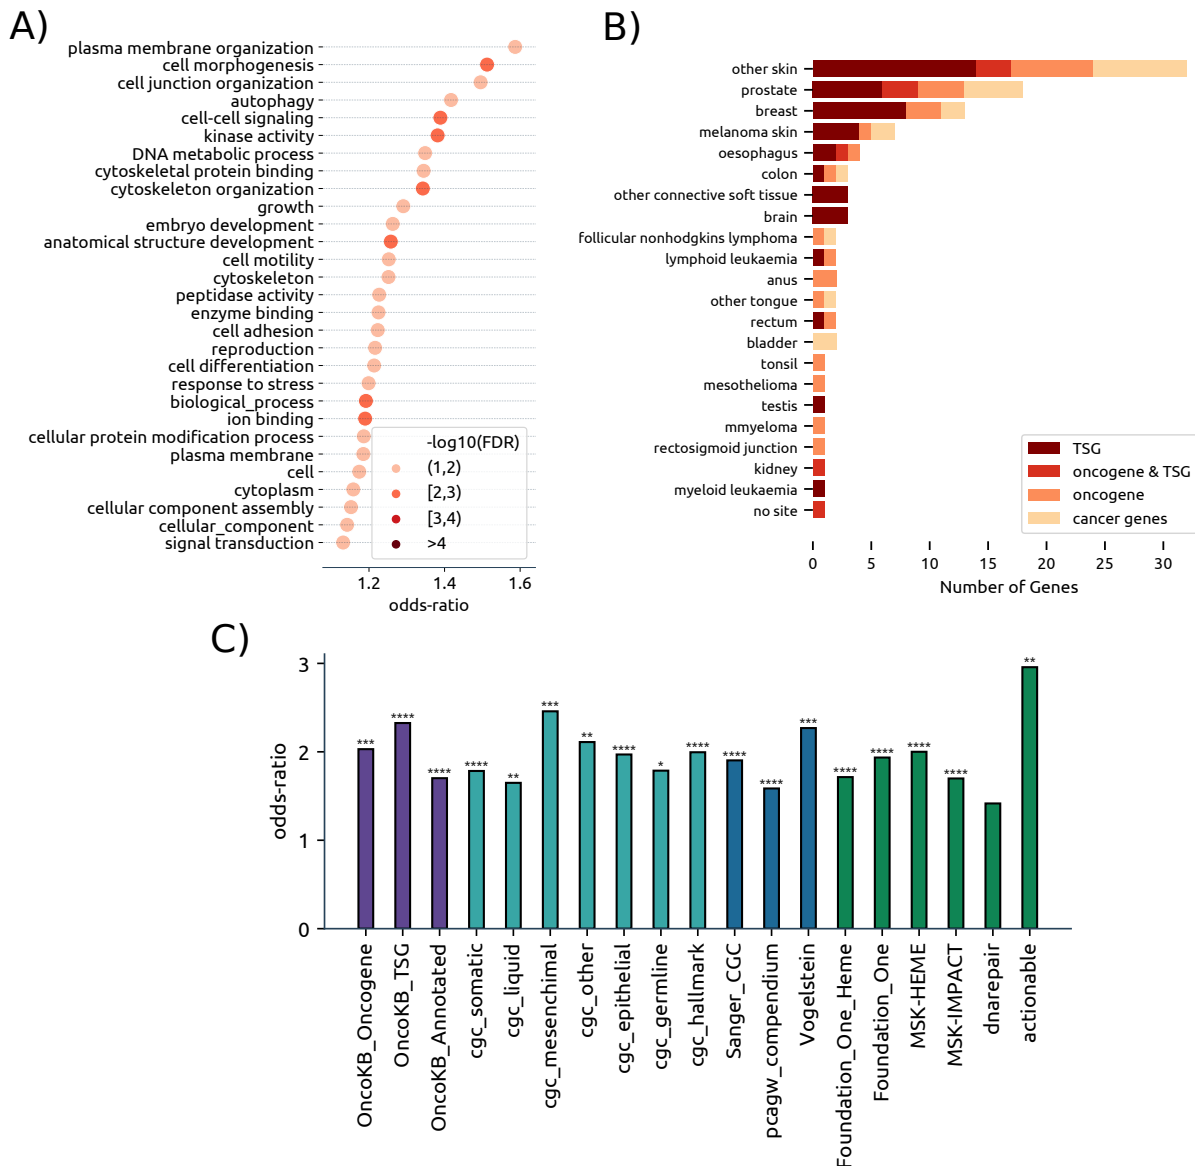 A)
plasma membrane organization
cell morphogenesis
cell junction organization
autophagy
cell-cell signaling
kinase activity
DNA metabolic process
cytoskeletal protein binding
cytoskeleton organization
growth
embryo development
anatomical structure development
cell motility
cytoskeleton
peptidase activity
enzyme binding
cell adhesion
reproduction
cell differentiation
response to stress
biological_process
ion binding
cellular protein modification process
plasma membrane
cell
cytoplasm
cellular component assembly
cellular_component
signal transduction
-log10(FDR)
(1,2)
[2,3)
[3,4)
>4
1.2 1.4 1.6
odds-ratio
B)
other skin
prostate
breast
melanoma skin
oesophagus
colon
other connective soft tissue
brain
follicular nonhodgkins lymphoma
lymphoid leukaemia
anus
other tongue
rectum
bladder
tonsil
mesothelioma
testis
mmyeloma
rectosigmoid junction
kidney
myeloid leukaemia
no site
TSG
oncogene & TSG
oncogene
cancer genes
0 5 10 15 20 25 30
Number of Genes
C)
odds-ratio
3
2
1
0
*** **** **** **** ** *** ** **** * **** **** **** *** **** **** *** **** **
OncoKB_Oncogene
OncoKB_TSG
OncoKB_Annotated
cgc_somatic
cgc_liquid
cgc_mesenchimal
cgc_other
cgc_epithelial
cgc_germline
cgc_hallmark
Sanger_CGC
pcagw_compendium
Vogelstein
Foundation_One_Heme
Foundation_One
MSK-HEME
MSK-IMPACT
dnarepair
actionable